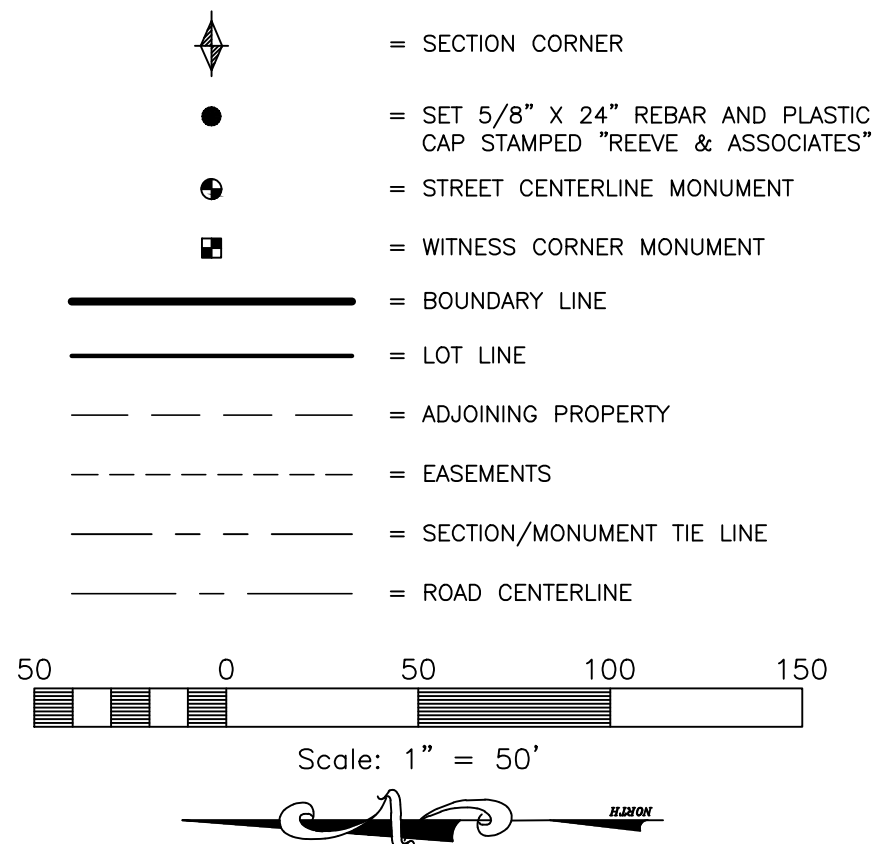 = SECTION CORNER
= SET 5/8" X 24" REBAR AND PLASTIC
CAP STAMPED "REEVE & ASSOCIATES"
= STREET CENTERLINE MONUMENT
= WITNESS CORNER MONUMENT
= BOUNDARY LINE
= LOT LINE
= ADJOINING PROPERTY
= EASEMENTS
= SECTION/MONUMENT TIE LINE
= ROAD CENTERLINE
50 0 50 100 150
Scale: 1" = 50'
NORTH